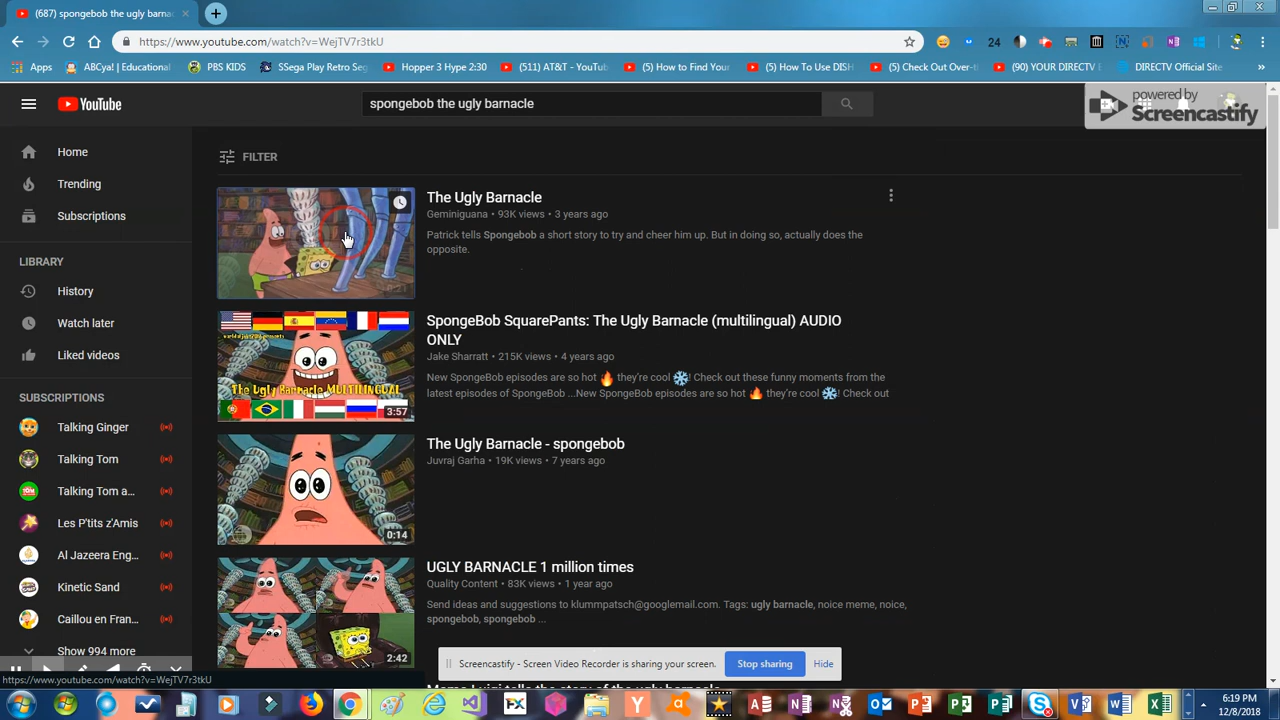 (687) spongebob the ugly barnac
https://www.youtube.com/watch?v=WejTV7r3tkU
24
Apps
ABCya! | Educational
PBS KIDS
SSega Play Retro Seg
Hopper 3 Hype 2:30
(511) AT&T - YouTub
(5) How to Find Your
(5) How To Use DISH
(5) Check Out Over-t
(90) YOUR DIRECTV
DIRECTV Official Site
»
YouTube
spongebob the ugly barnacle
powered by
Screencastify
Home
Trending
Subscriptions
LIBRARY
History
Watch later
Liked videos
SUBSCRIPTIONS
Talking Ginger
Talking Tom
Talking Tom a...
Les P'tits z'Amis
Al Jazeera Eng...
Kinetic Sand
Caillou en Fran...
Show 994 more
FILTER
The Ugly Barnacle
Geminiguana • 93K views • 3 years ago
Patrick tells Spongebob a short story to try and cheer him up. But in doing so, actually does the
opposite.
The Ugly Barnacle MULTILINGUAL
3:57
SpongeBob SquarePants: The Ugly Barnacle (multilingual) AUDIO
ONLY
Jake Sharratt • 215K views • 4 years ago
New SpongeBob episodes are so hot 🔥 they're cool ❄️! Check out these funny moments from the
latest episodes of SpongeBob ...New SpongeBob episodes are so hot 🔥 they're cool ❄️! Check out
0:14
The Ugly Barnacle - spongebob
Juvraj Garha • 19K views • 7 years ago
2:42
UGLY BARNACLE 1 million times
Quality Content • 83K views • 1 year ago
Send ideas and suggestions to klummpatsch@googlemail.com. Tags: ugly barnacle, noice meme, noice,
spongebob, spongebob ...
Screencastify - Screen Video Recorder is sharing your screen.
Stop sharing
Hide
https://www.youtube.com/watch?v=WejTV7r3tkU
6:19 PM
12/8/2018